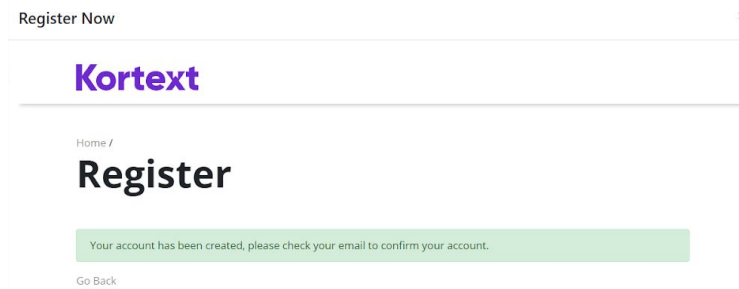 Register Now
Kortext
Home /
Register
Your account has been created, please check your email to confirm your account.
Go Back